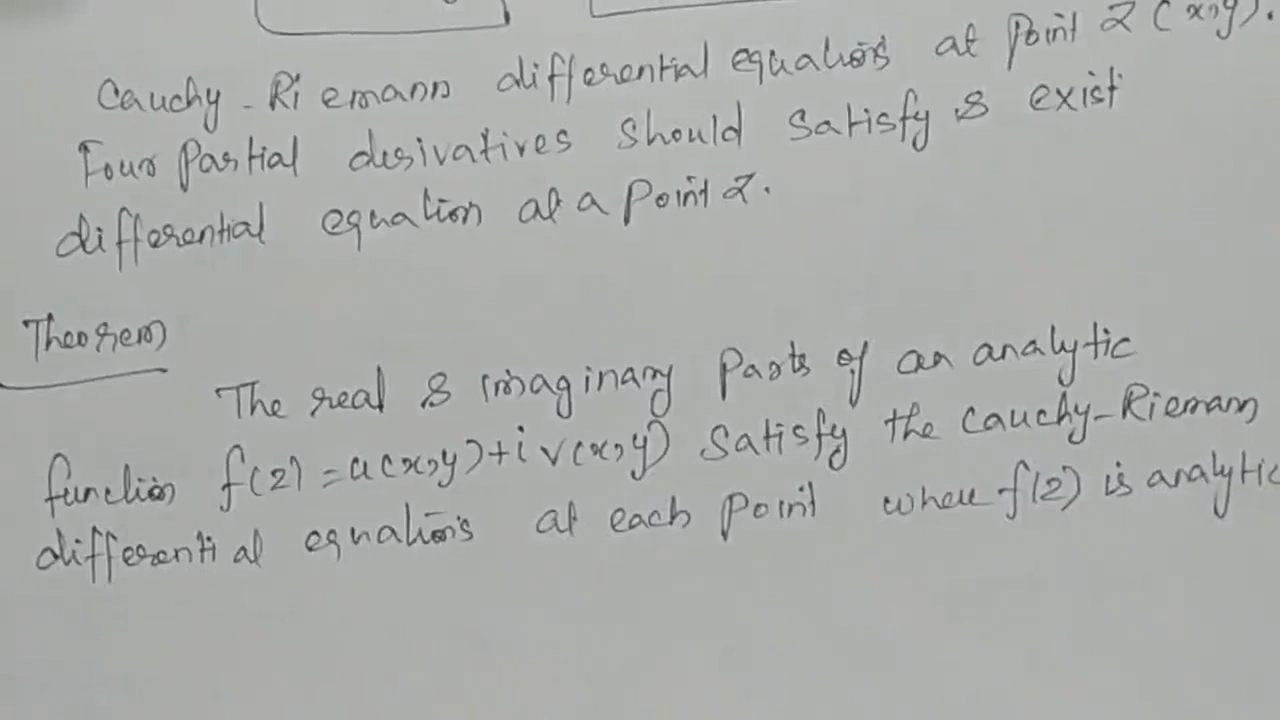 Cauchy-Riemann differential equations at point z(x,y).
Four partial derivatives should satisfy & exist
differential equation at a point z.
Theorem
The real & imaginary parts of an analytic
function f(z) = u(x,y)+iv(x,y) satisfy the Cauchy-Riemann
differential equations at each point where f(z) is analytic